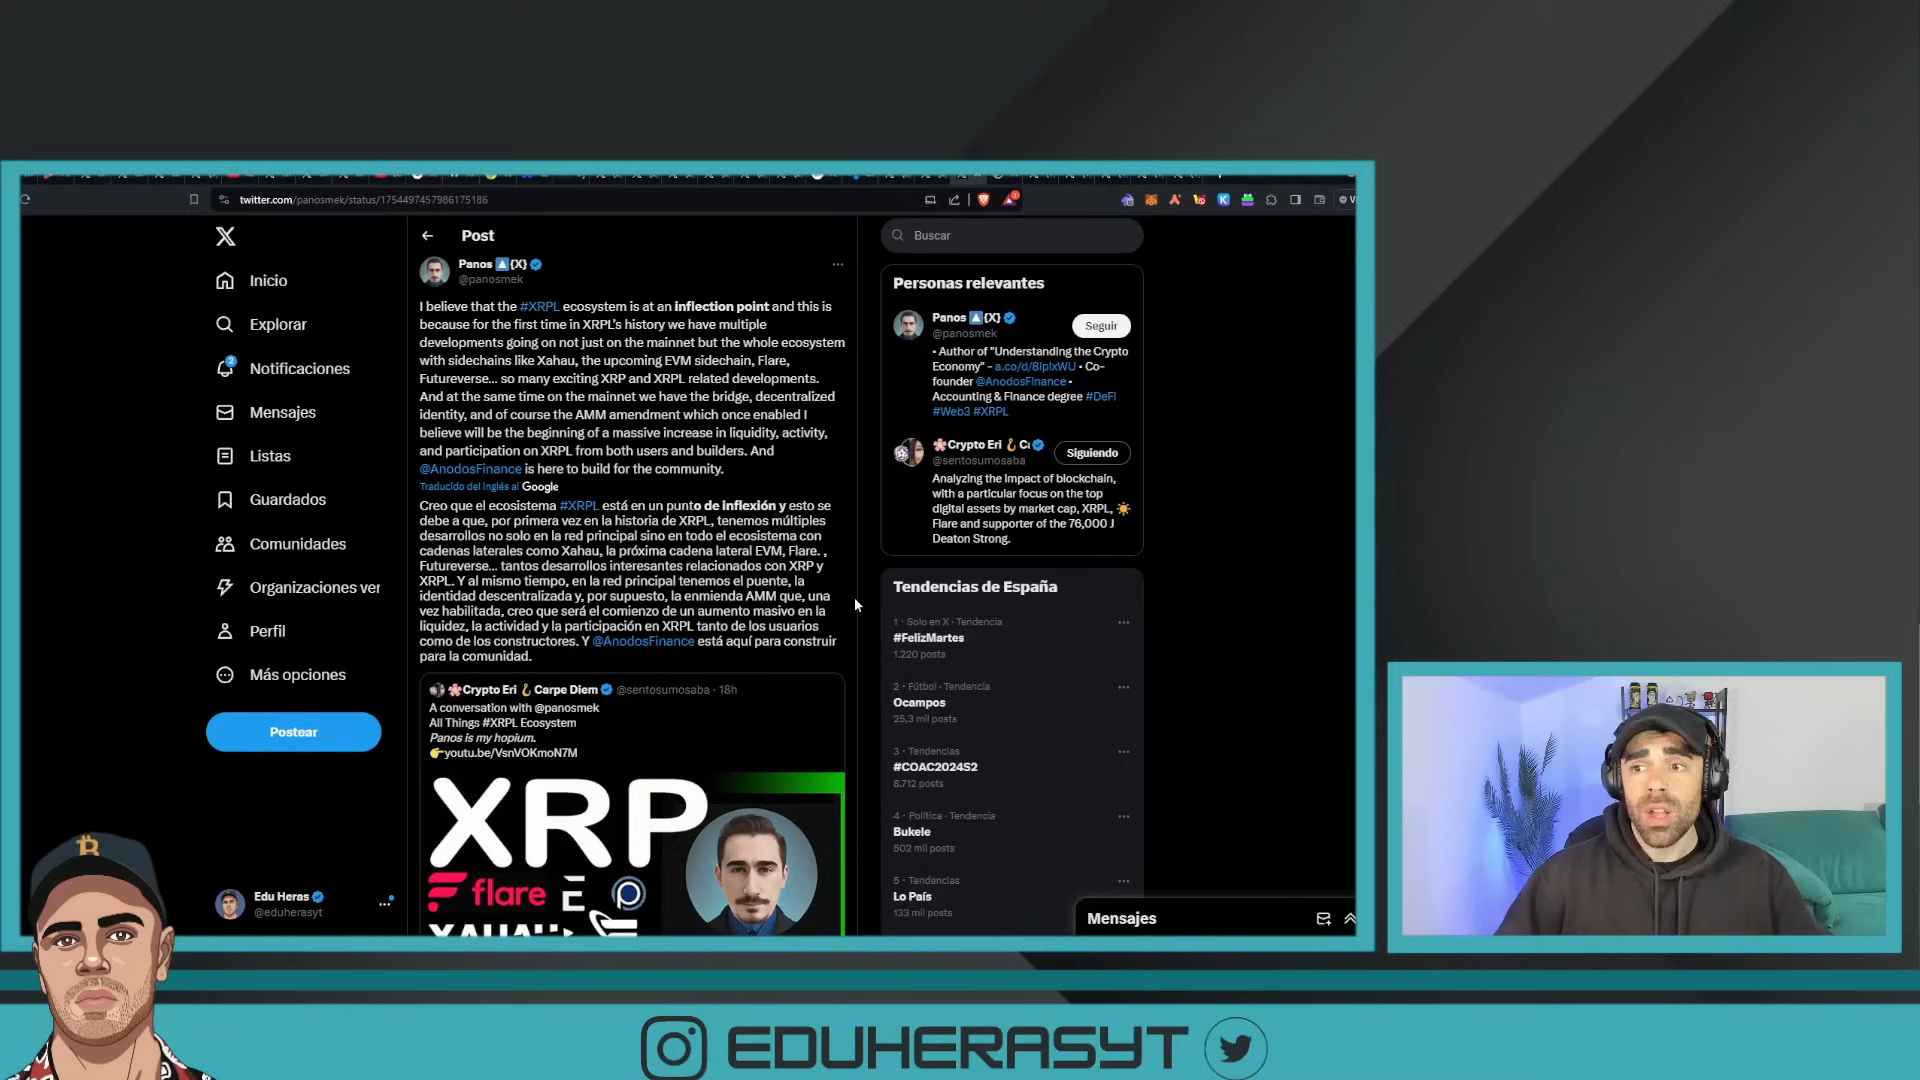 twitter.com/panosmek/status/1754497457986175186
Inicio
Explorar
2
Notificaciones
Mensajes
Listas
Guardados
Comunidades
Organizaciones ver
Perfil
Más opciones
Postear
Edu Heras
@eduherasyt
Post
Panos {X}
@panosmek
I believe that the #XRPL ecosystem is at an inflection point and this is
because for the first time in XRPL's history we have multiple
developments going on not just on the mainnet but the whole ecosystem
with sidechains like Xahau, the upcoming EVM sidechain, Flare,
Futureverse... so many exciting XRP and XRPL related developments.
And at the same time on the mainnet we have the bridge, decentralized
identity, and of course the AMM amendment which once enabled I
believe will be the beginning of a massive increase in liquidity, activity,
and participation on XRPL from both users and builders. And
@AnodosFinance is here to build for the community.
Traducido del inglés al Google
Creo que el ecosistema #XRPL está en un punto de inflexión y esto se
debe a que, por primera vez en la historia de XRPL, tenemos múltiples
desarrollos no solo en la red principal sino en todo el ecosistema con
cadenas laterales como Xahau, la próxima cadena lateral EVM, Flare. ,
Futureverse... tantos desarrollos interesantes relacionados con XRP y
XRPL. Y al mismo tiempo, en la red principal tenemos el puente, la
identidad descentralizada y, por supuesto, la enmienda AMM que, una
vez habilitada, creo que será el comienzo de un aumento masivo en la
liquidez, la actividad y la participación en XRPL tanto de los usuarios
como de los constructores. Y @AnodosFinance está aquí para construir
para la comunidad.
Crypto Eri Carpe Diem @sentosumosaba · 18h
A conversation with @panosmek
All Things #XRPL Ecosystem
Panos is my hopium.
youtu.be/VsnVOKmoN7M
XRP
flare
XAHAU
Buscar
Personas relevantes
Panos {X}
@panosmek
Seguir
• Author of "Understanding the Crypto
Economy" - a.co/d/8lplxWU • Co-
founder @AnodosFinance •
Accounting & Finance degree #DeFi
#Web3 #XRPL
Crypto Eri
@sentosumosaba
Siguiendo
Analyzing the impact of blockchain,
with a particular focus on the top
digital assets by market cap, XRPL,
Flare and supporter of the 76,000 J
Deaton Strong.
Tendencias de España
1 · Solo en X · Tendencia
#FelizMartes
1.220 posts
2 · Fútbol · Tendencia
Ocampos
25,3 mil posts
3 · Tendencias
#COAC2024S2
8.712 posts
4 · Política · Tendencia
Bukele
502 mil posts
5 · Tendencias
Lo País
133 mil posts
Mensajes
EDUHERASYT